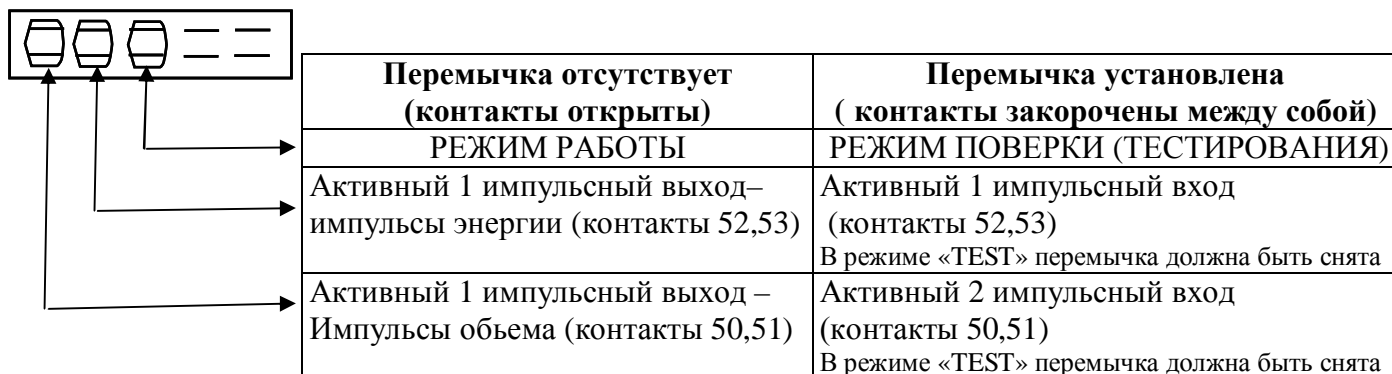 Перемычка отсутствует
(контакты открыты)
Перемычка установлена
( контакты закорочены между собой)
РЕЖИМ РАБОТЫ
РЕЖИМ ПОВЕРКИ (ТЕСТИРОВАНИЯ)
Активный 1 импульсный выход–
импульсы энергии (контакты 52,53)
Активный 1 импульсный вход
(контакты 52,53)
В режиме «TEST» перемычка должна быть снята
Активный 1 импульсный выход –
Импульсы обьема (контакты 50,51)
Активный 2 импульсный вход
(контакты 50,51)
В режиме «TEST» перемычка должна быть снята